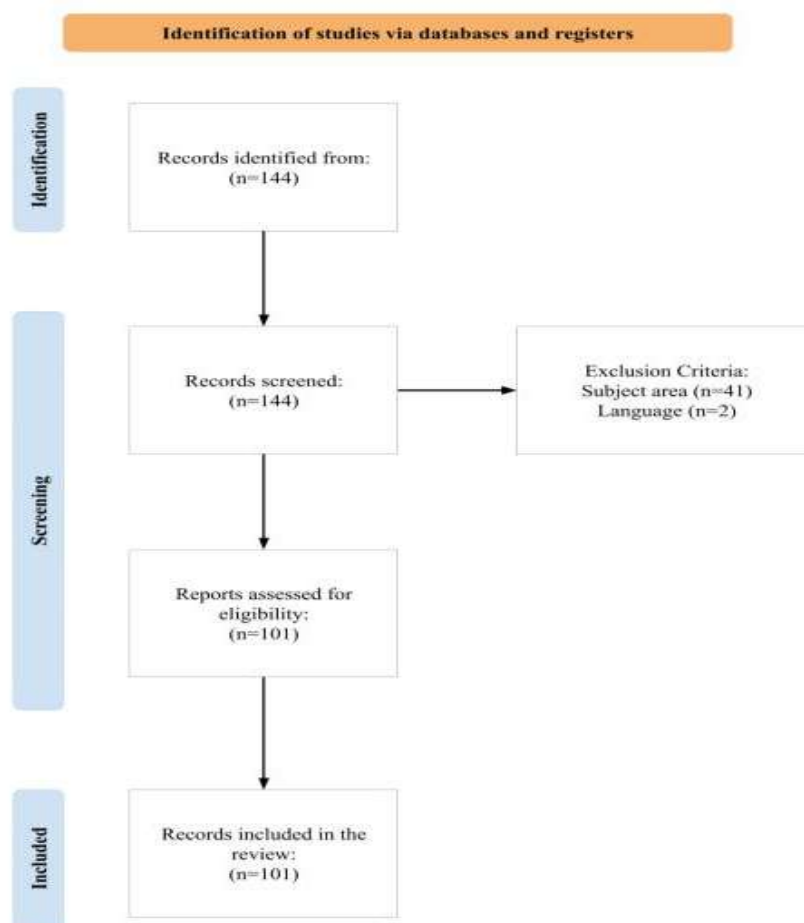 Identification of studies via databases and registers
Identification
Records identified from:
(n=144)
Screening
Records screened:
(n=144)
Exclusion Criteria:
Subject area (n=41)
Language (n=2)
Reports assessed for
eligibility:
(n=101)
Included
Records included in the
review:
(n=101)